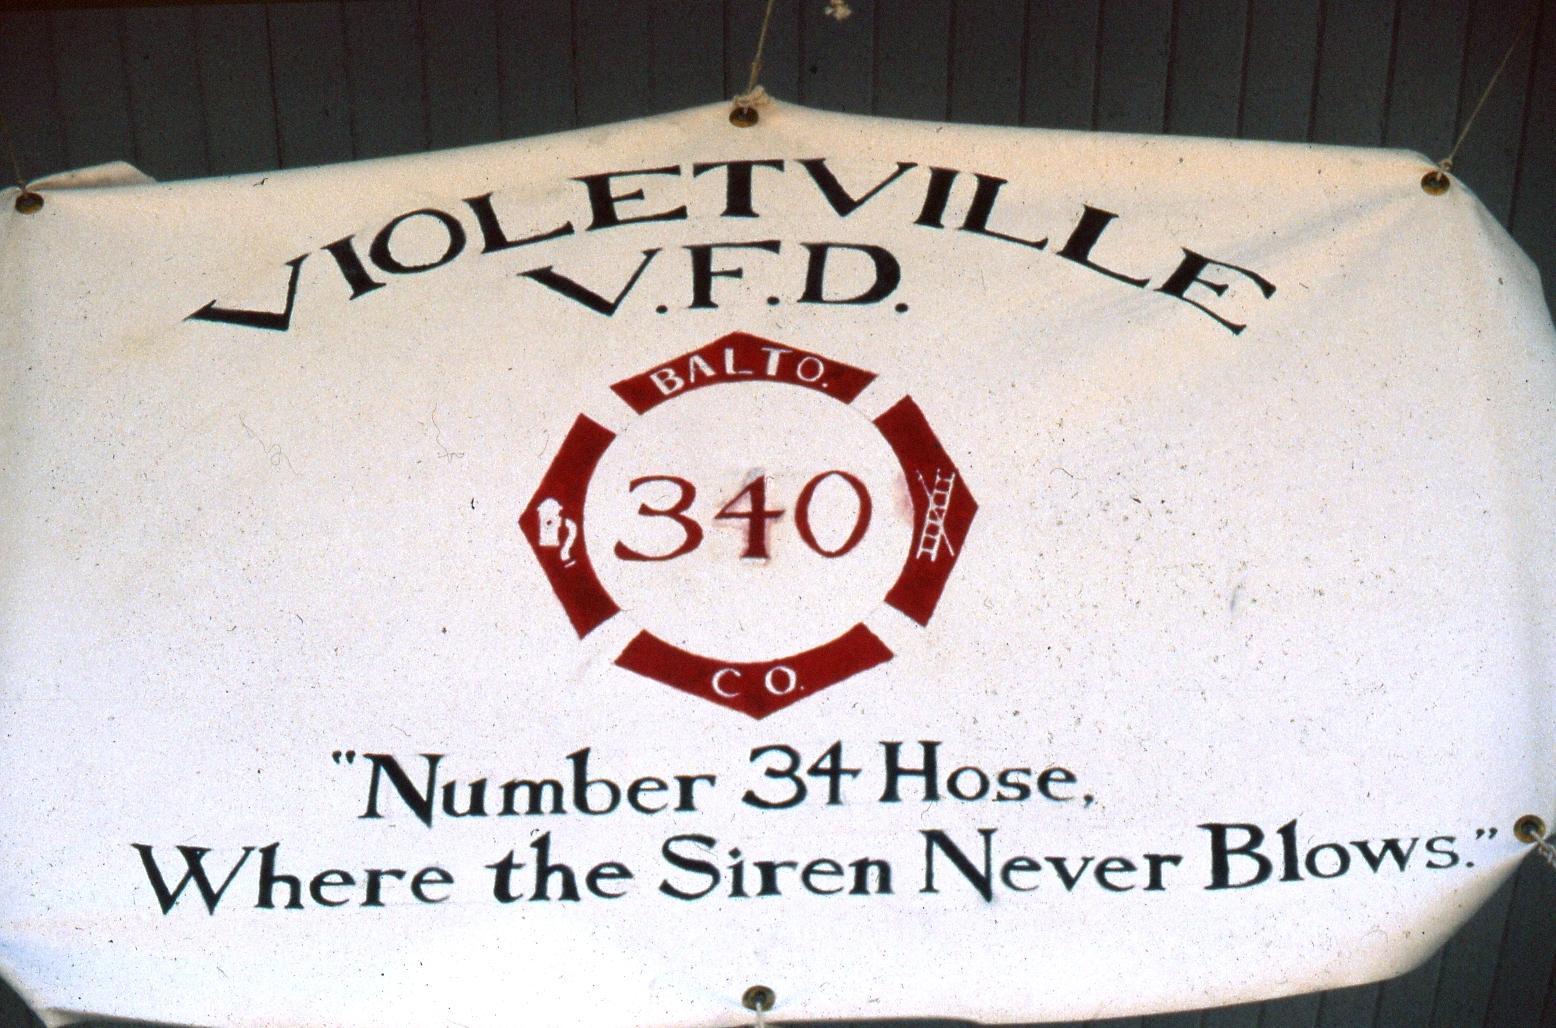 VIOLETVILLE
V.F.D.
BALTO.
340
CO.
"Number 34 Hose,
Where the Siren Never Blows."